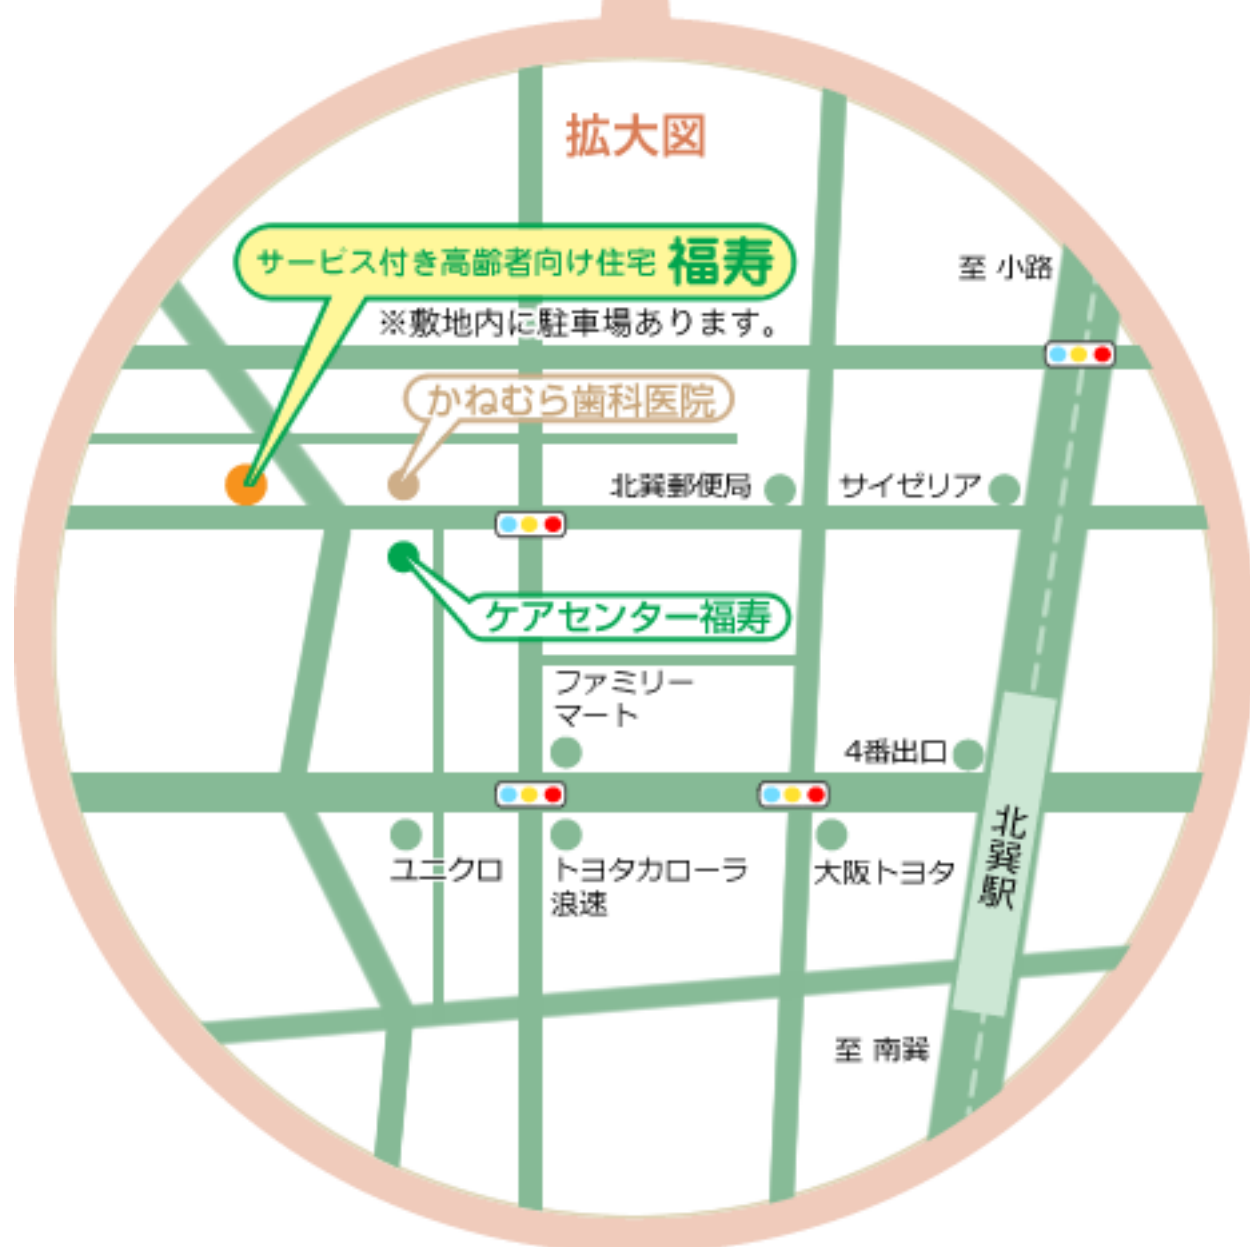 拡大図
サービス付き高齢者向け住宅 福寿
至 小路
※敷地内に駐車場あります。
かねむら歯科医院
北巽郵便局
サイゼリア
ケアセンター福寿
ファミリー
マート
4番出口
北巽駅
ユニクロ
トヨタカローラ
浪速
大阪トヨタ
至 南巽